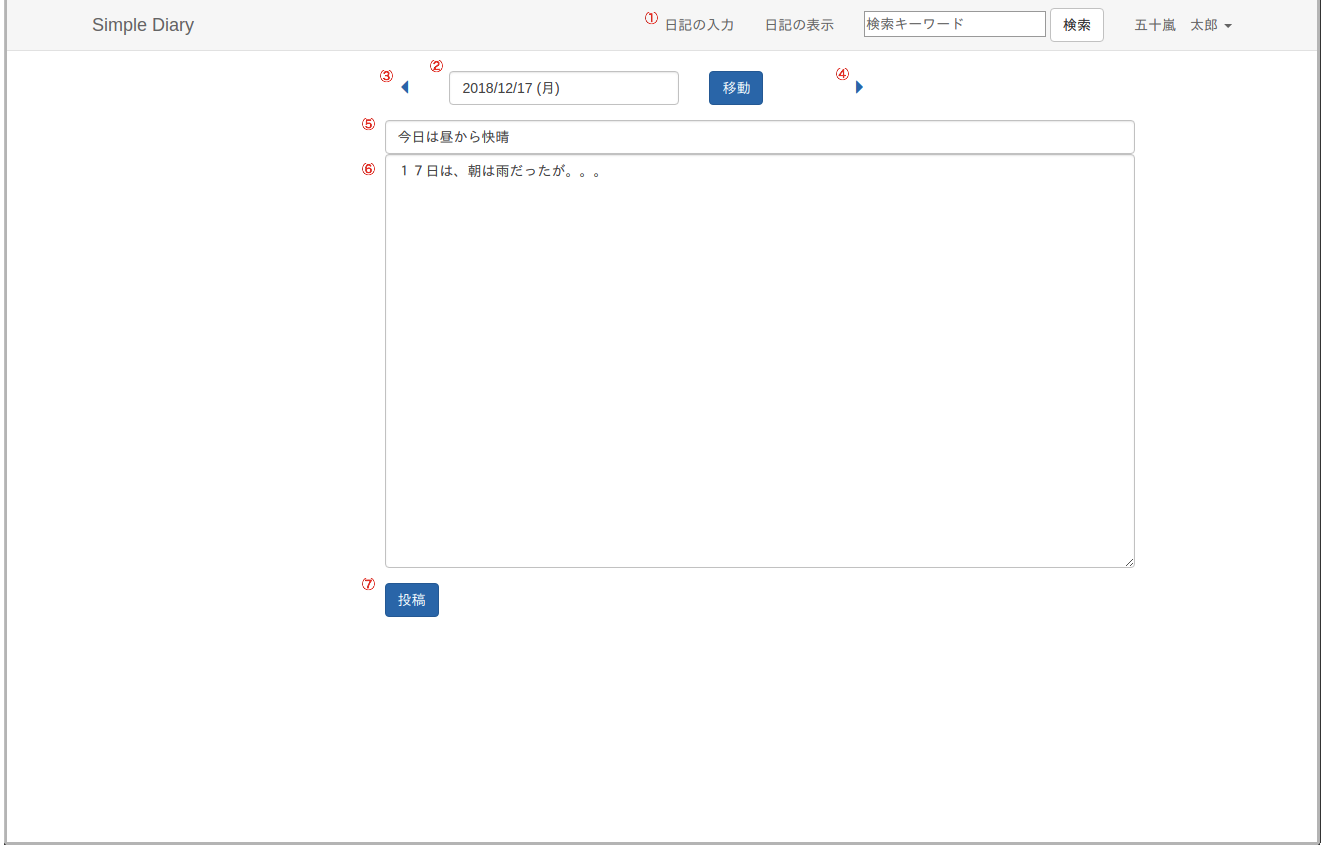 Simple Diary ① 日記の入力 日記の表示 検索キーワード 検索 五十嵐 太郎
③ ② 2018/12/17 (月) 移動 ④
⑤ 今日は昼から快晴
⑥ １７日は、朝は雨だったが。。。
⑦ 投稿